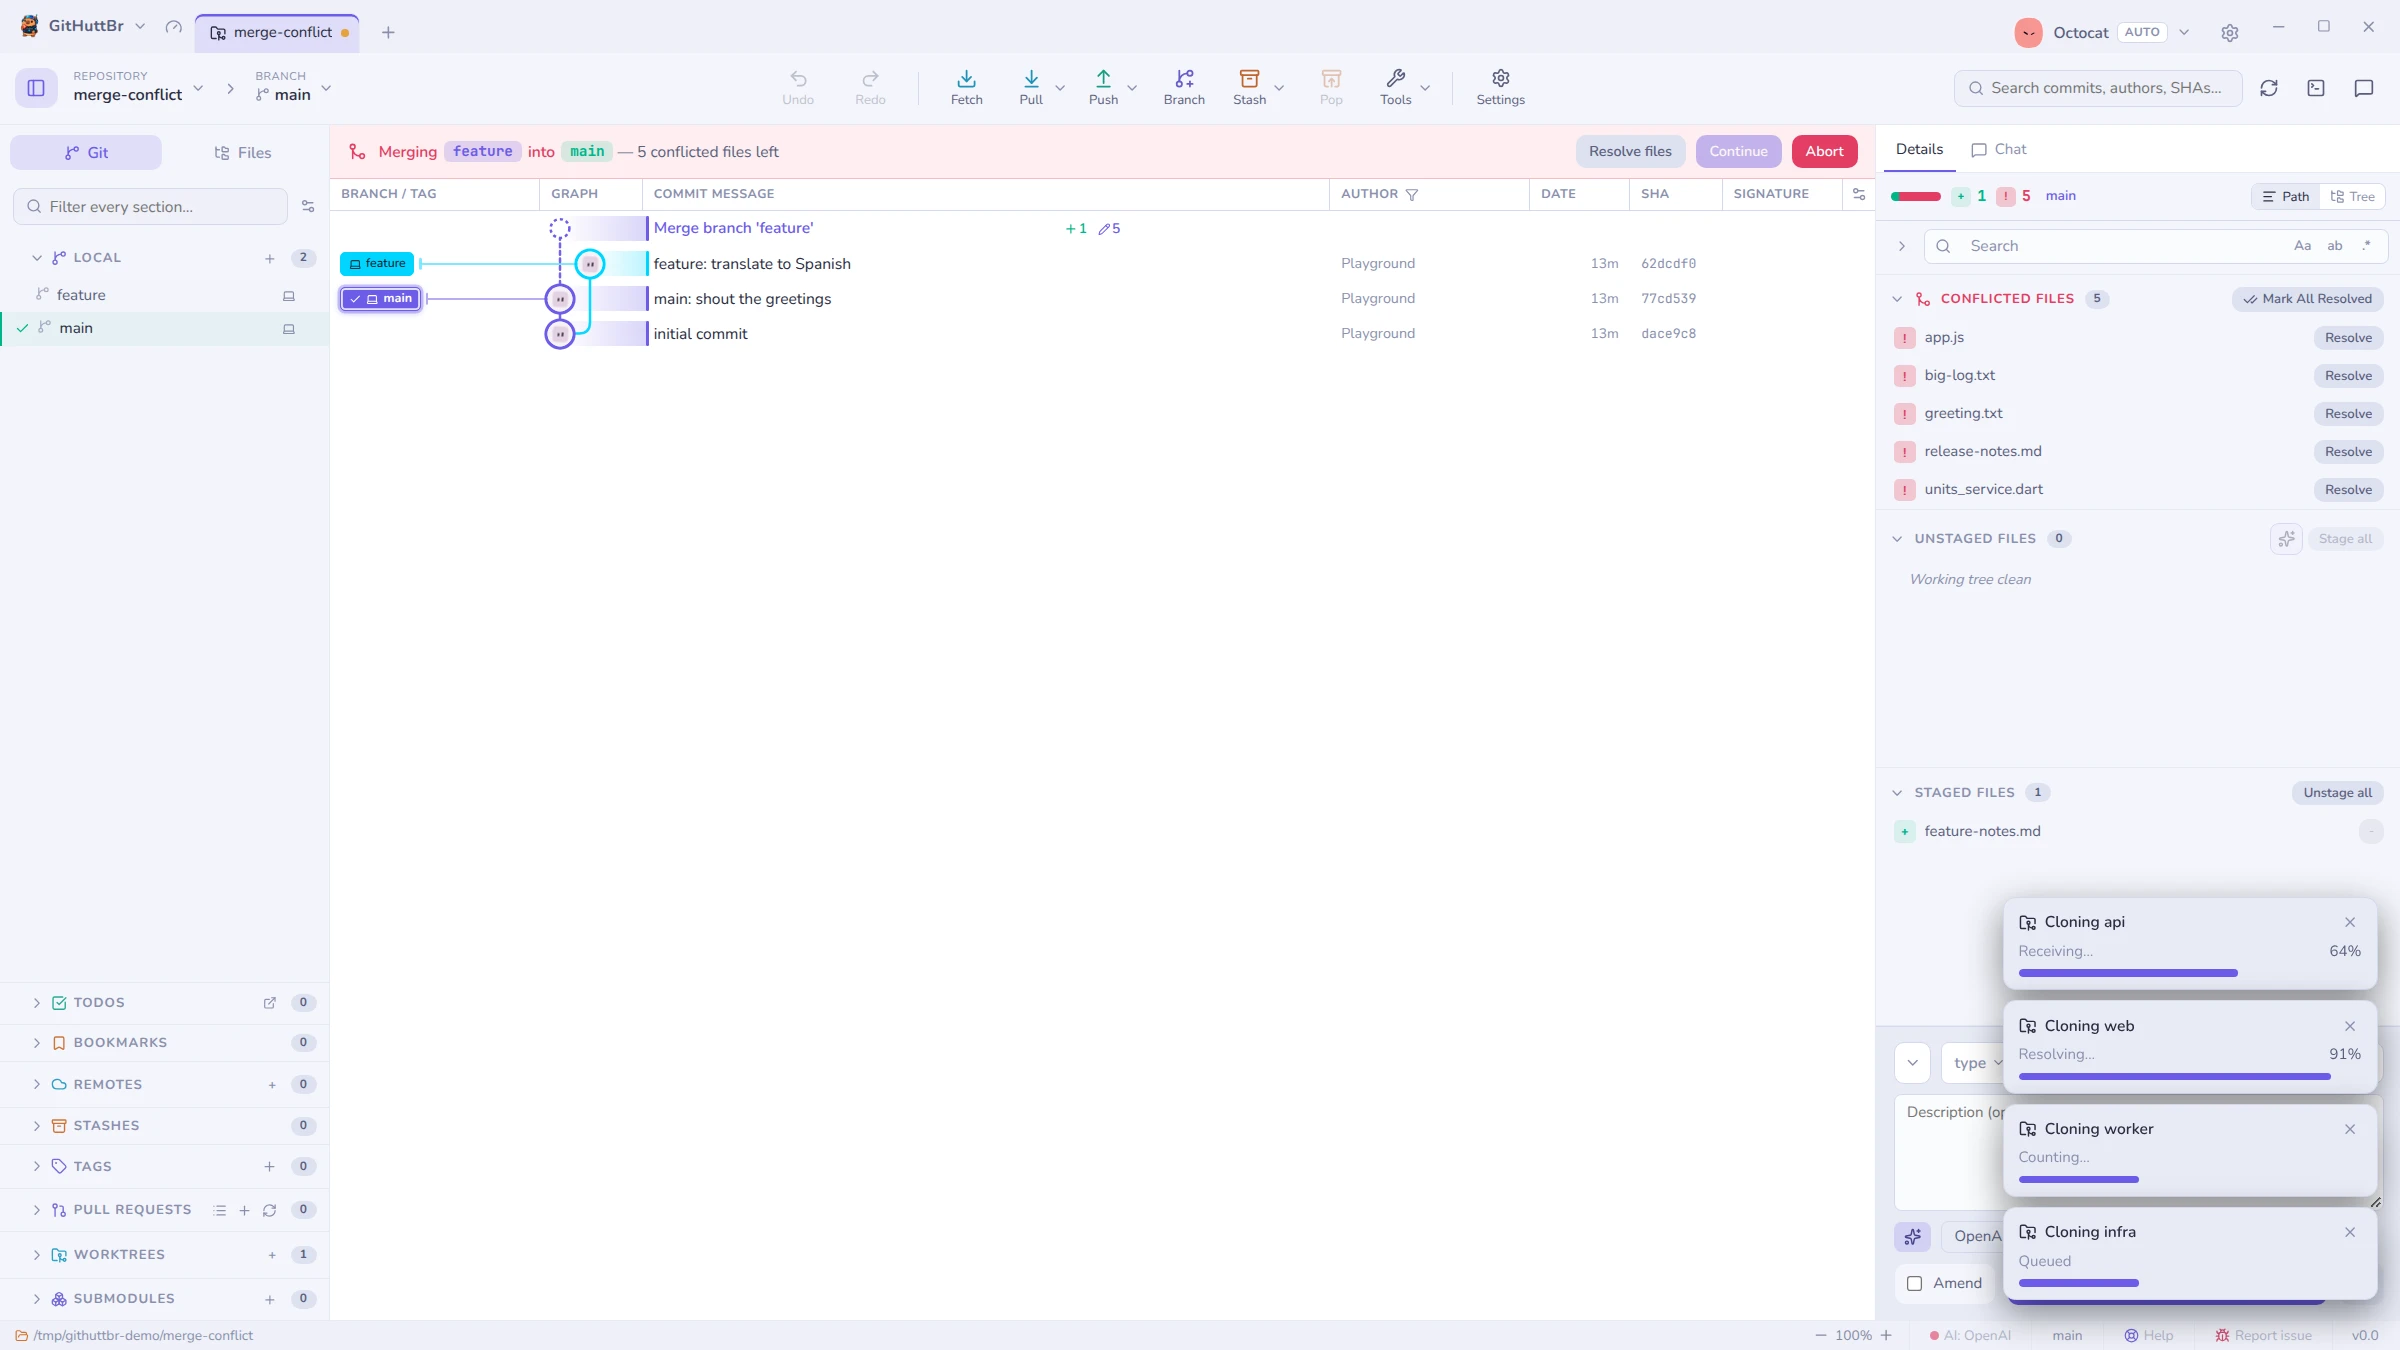 GitHuttBr
merge-conflict
Octocat
AUTO
REPOSITORY
merge-conflict
BRANCH
main
Undo
Redo
Fetch
Pull
Push
Branch
Stash
Pop
Tools
Settings
Search commits, authors, SHAs...
Git
Files
Filter every section...
LOCAL
2
feature
main
TODOS
0
BOOKMARKS
0
REMOTES
0
STASHES
0
TAGS
0
PULL REQUESTS
0
WORKTREES
1
SUBMODULES
0
Merging feature into main — 5 conflicted files left
Resolve files
Continue
Abort
BRANCH / TAG
GRAPH
COMMIT MESSAGE
AUTHOR
DATE
SHA
SIGNATURE
Merge branch 'feature'
+1
5
feature
feature: translate to Spanish
Playground
13m
62dcdf0
main
main: shout the greetings
Playground
13m
77cd539
initial commit
Playground
13m
dace9c8
Details
Chat
+ 1
! 5
main
Path
Tree
Search
Aa
ab
.*
CONFLICTED FILES
5
Mark All Resolved
! app.js
Resolve
! big-log.txt
Resolve
! greeting.txt
Resolve
! release-notes.md
Resolve
! units_service.dart
Resolve
UNSTAGED FILES
0
Stage all
Working tree clean
STAGED FILES
1
Unstage all
+ feature-notes.md
-
type
Description (op
OpenA
Amend
Cloning api
Receiving...
64%
Cloning web
Resolving...
91%
Cloning worker
Counting...
Cloning infra
Queued
/tmp/githuttbr-demo/merge-conflict
100%
AI: OpenAI
main
Help
Report issue
v0.0